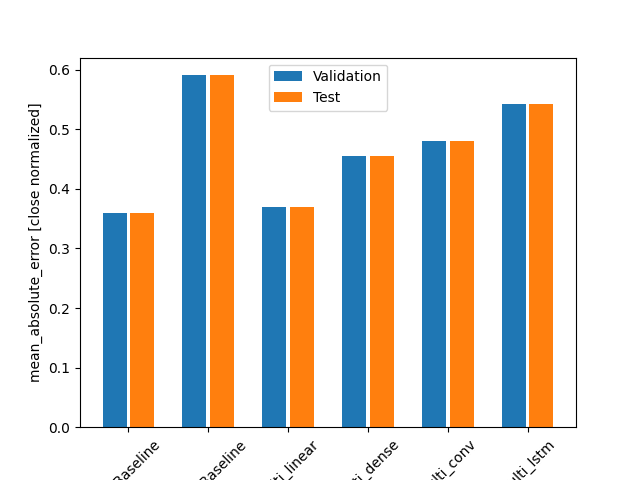 Validation
Test
mean_absolute_error [close normalized]
0.6
0.5
0.4
0.3
0.2
0.1
0.0
Baseline
Baseline
ti_linear
ti_dense
ulti_conv
ulti_lstm